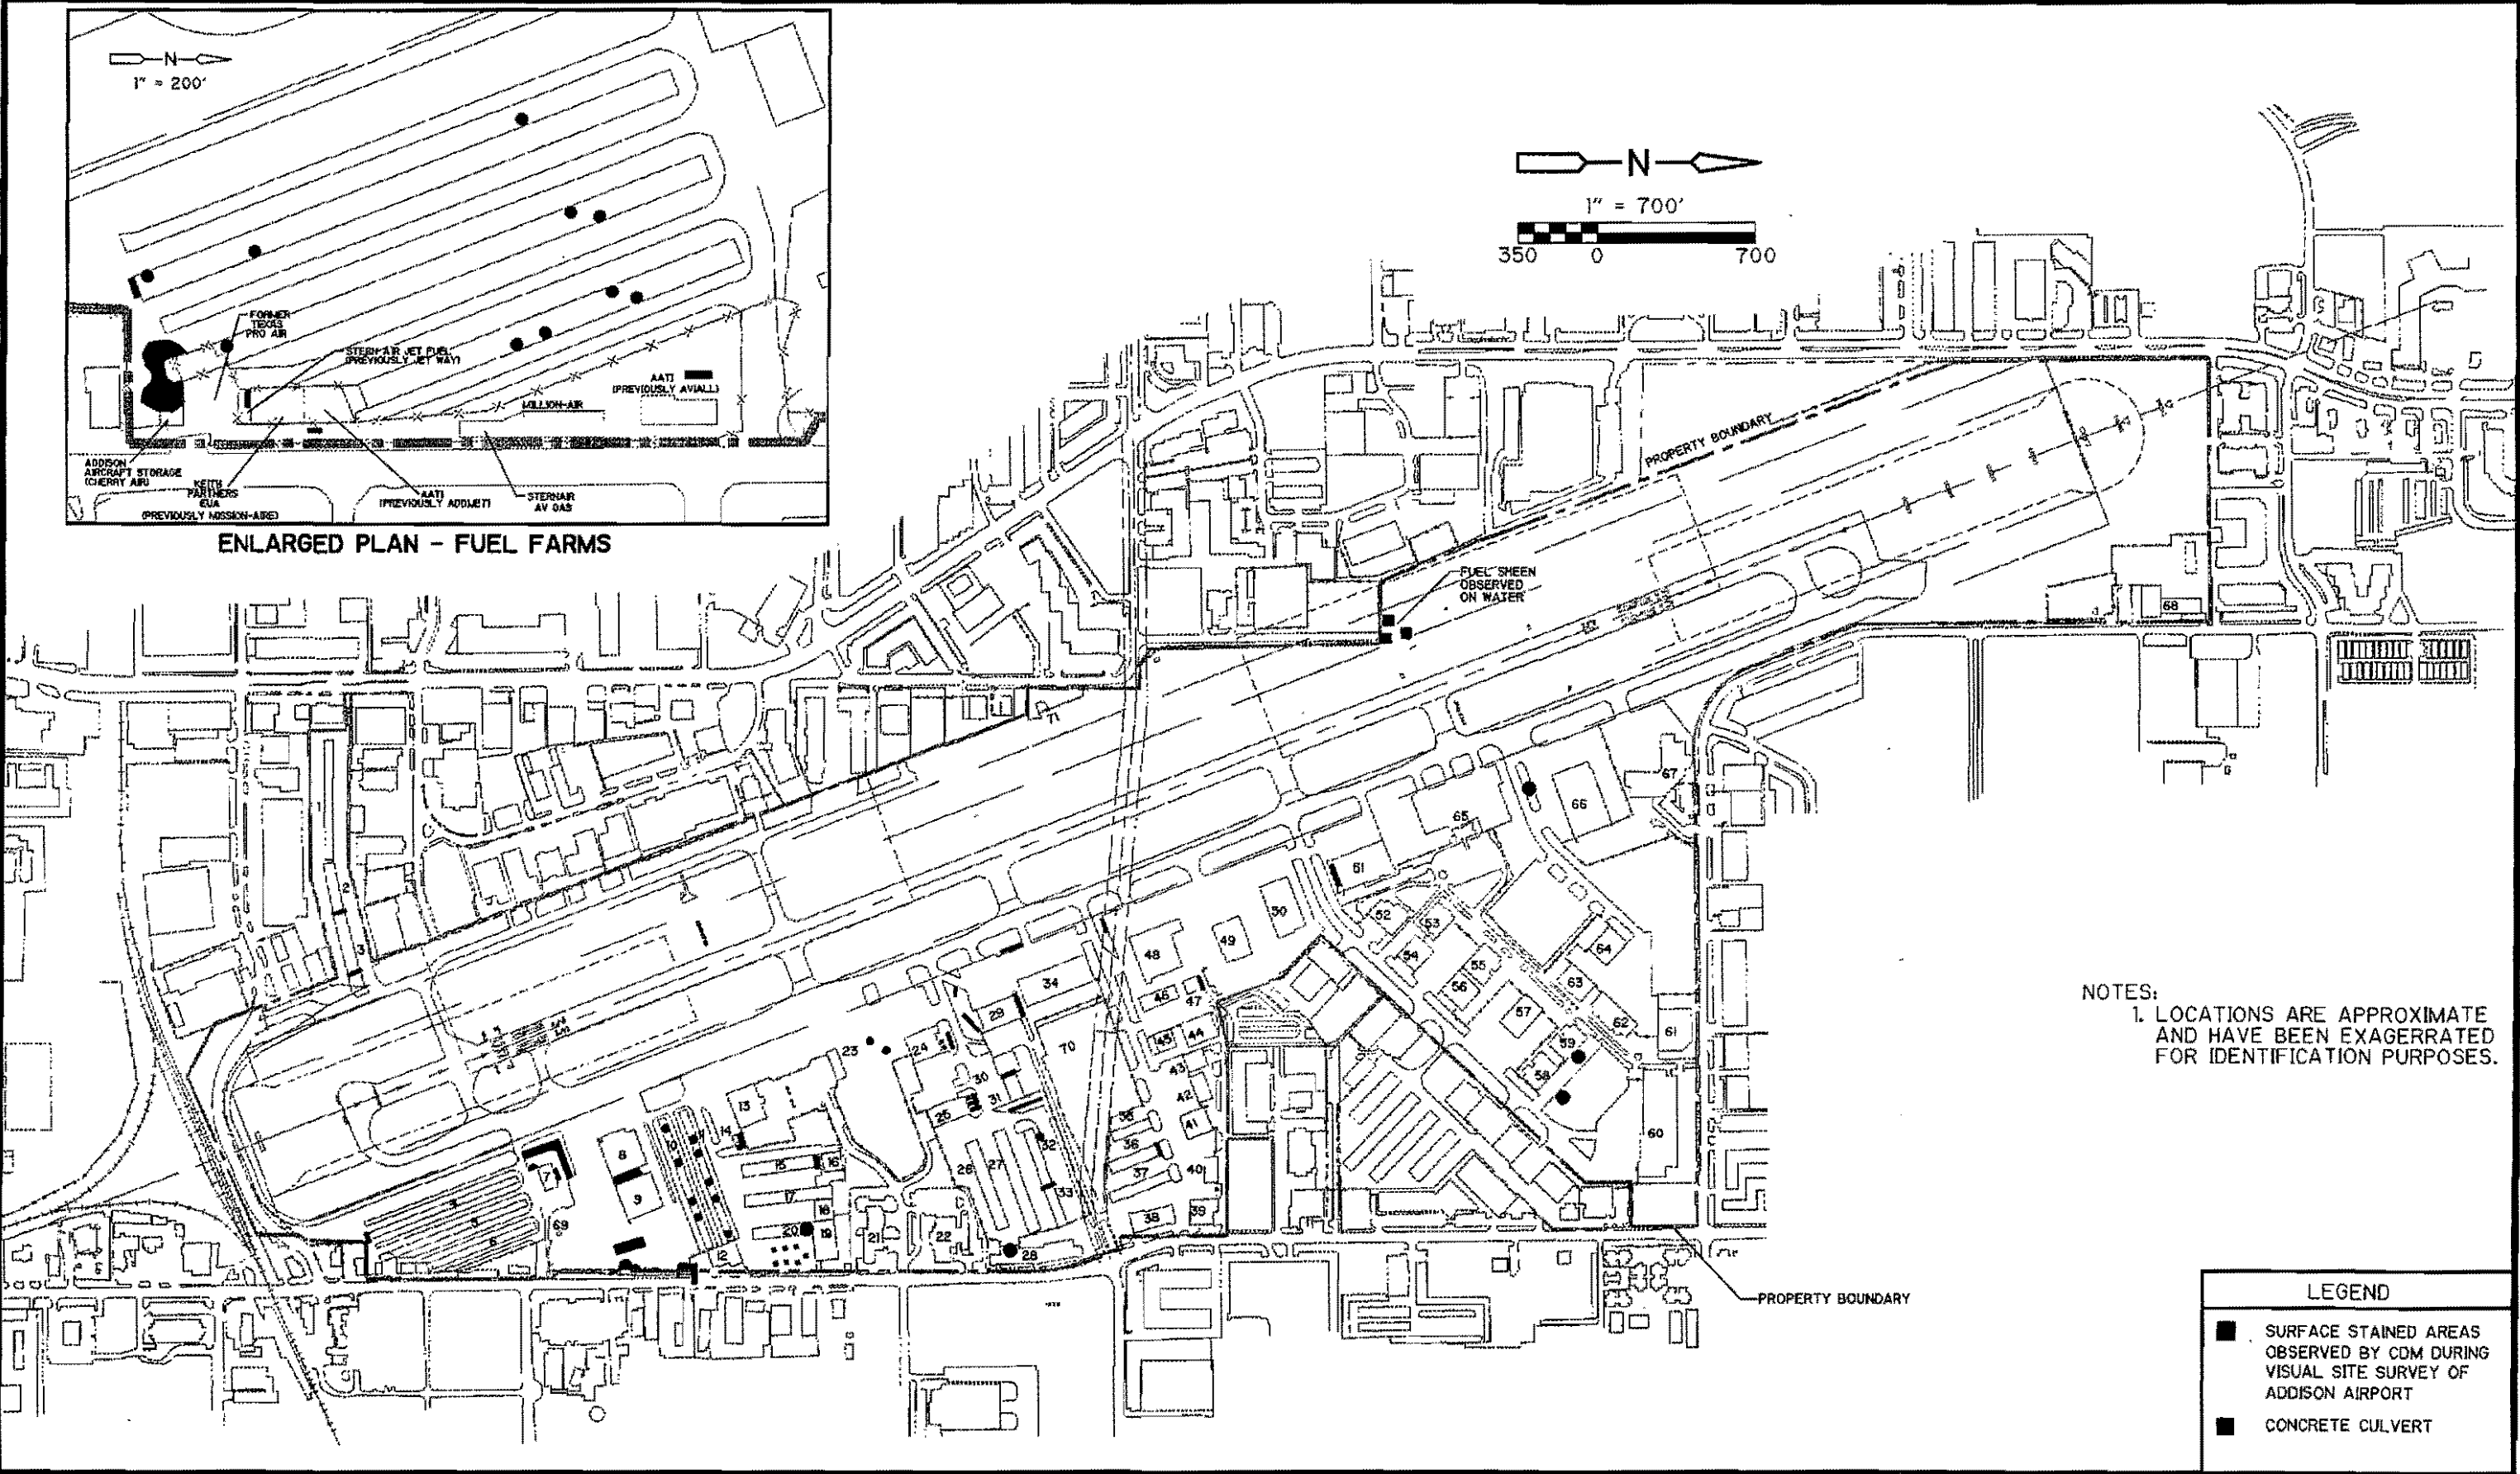 N
1" = 200'
FORMER
TEXAS
PRO AIR
STERN-AIR JET FUEL
(PREVIOUSLY JET WAY)
AATI
(PREVIOUSLY AVIALL)
MILLION-AIR
ADDISON
AIRCRAFT STORAGE
(CHERRY AIR)
KEITH
PARTNERS
EUA
(PREVIOUSLY MISSION-AIRE)
AATI
(PREVIOUSLY ADDJET)
STERNAIR
AV GAS
ENLARGED PLAN - FUEL FARMS
N
1" = 700'
350 0 700
PROPERTY BOUNDARY
FUEL SHEEN
OBSERVED
ON WATER
68
67
66
65
61
2
3
50
52
53
49
48
54
55
64
56
63
34
46
47
57
62
61
29
45
44
59
23
24
70
43
58
30
42
13
25
31
41
14
35
36
60
8
32
15
16
26
27
37
40
7
9
33
17
18
38
39
69
20
19
21
22
12
28
PROPERTY BOUNDARY
NOTES:
1. LOCATIONS ARE APPROXIMATE
AND HAVE BEEN EXAGERRATED
FOR IDENTIFICATION PURPOSES.
LEGEND
SURFACE STAINED AREAS
OBSERVED BY CDM DURING
VISUAL SITE SURVEY OF
ADDISON AIRPORT
CONCRETE CULVERT